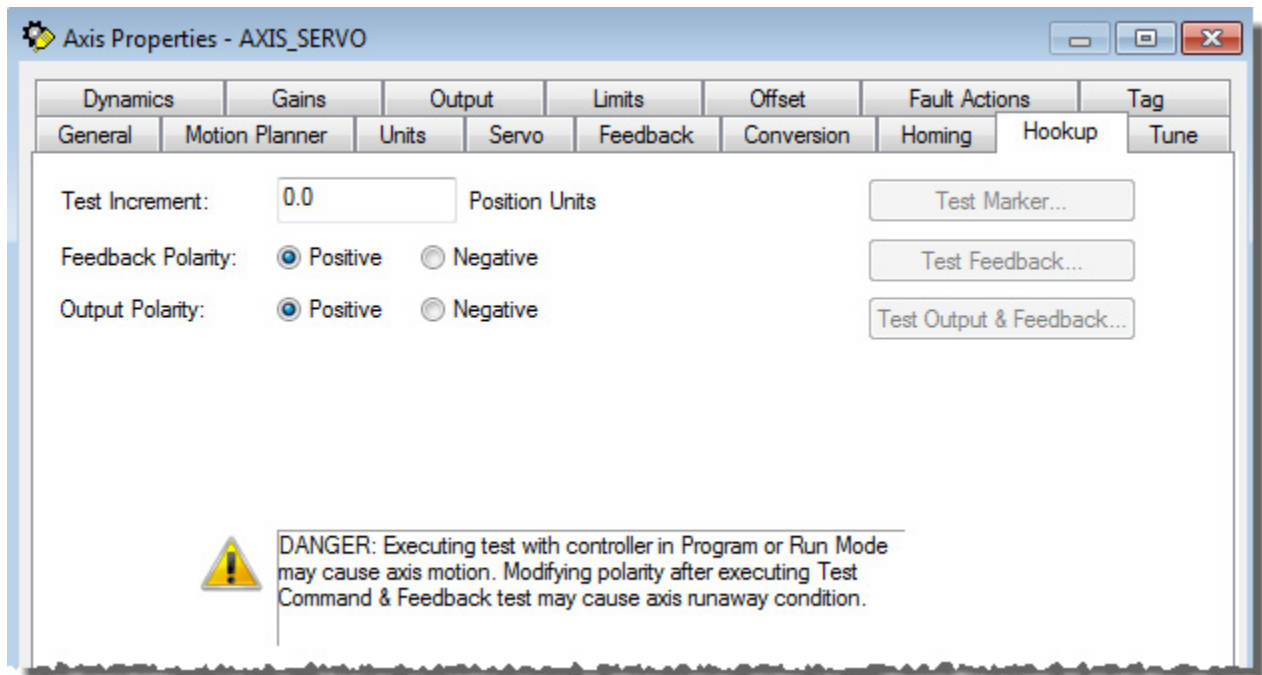 Axis Properties - AXIS_SERVO
Dynamics Gains Output Limits Offset Fault Actions Tag
General Motion Planner Units Servo Feedback Conversion Homing Hookup Tune
Test Increment: 0.0 Position Units Test Marker...
Feedback Polarity: Positive Negative Test Feedback...
Output Polarity: Positive Negative Test Output & Feedback...
DANGER: Executing test with controller in Program or Run Mode
may cause axis motion. Modifying polarity after executing Test
Command & Feedback test may cause axis runaway condition.